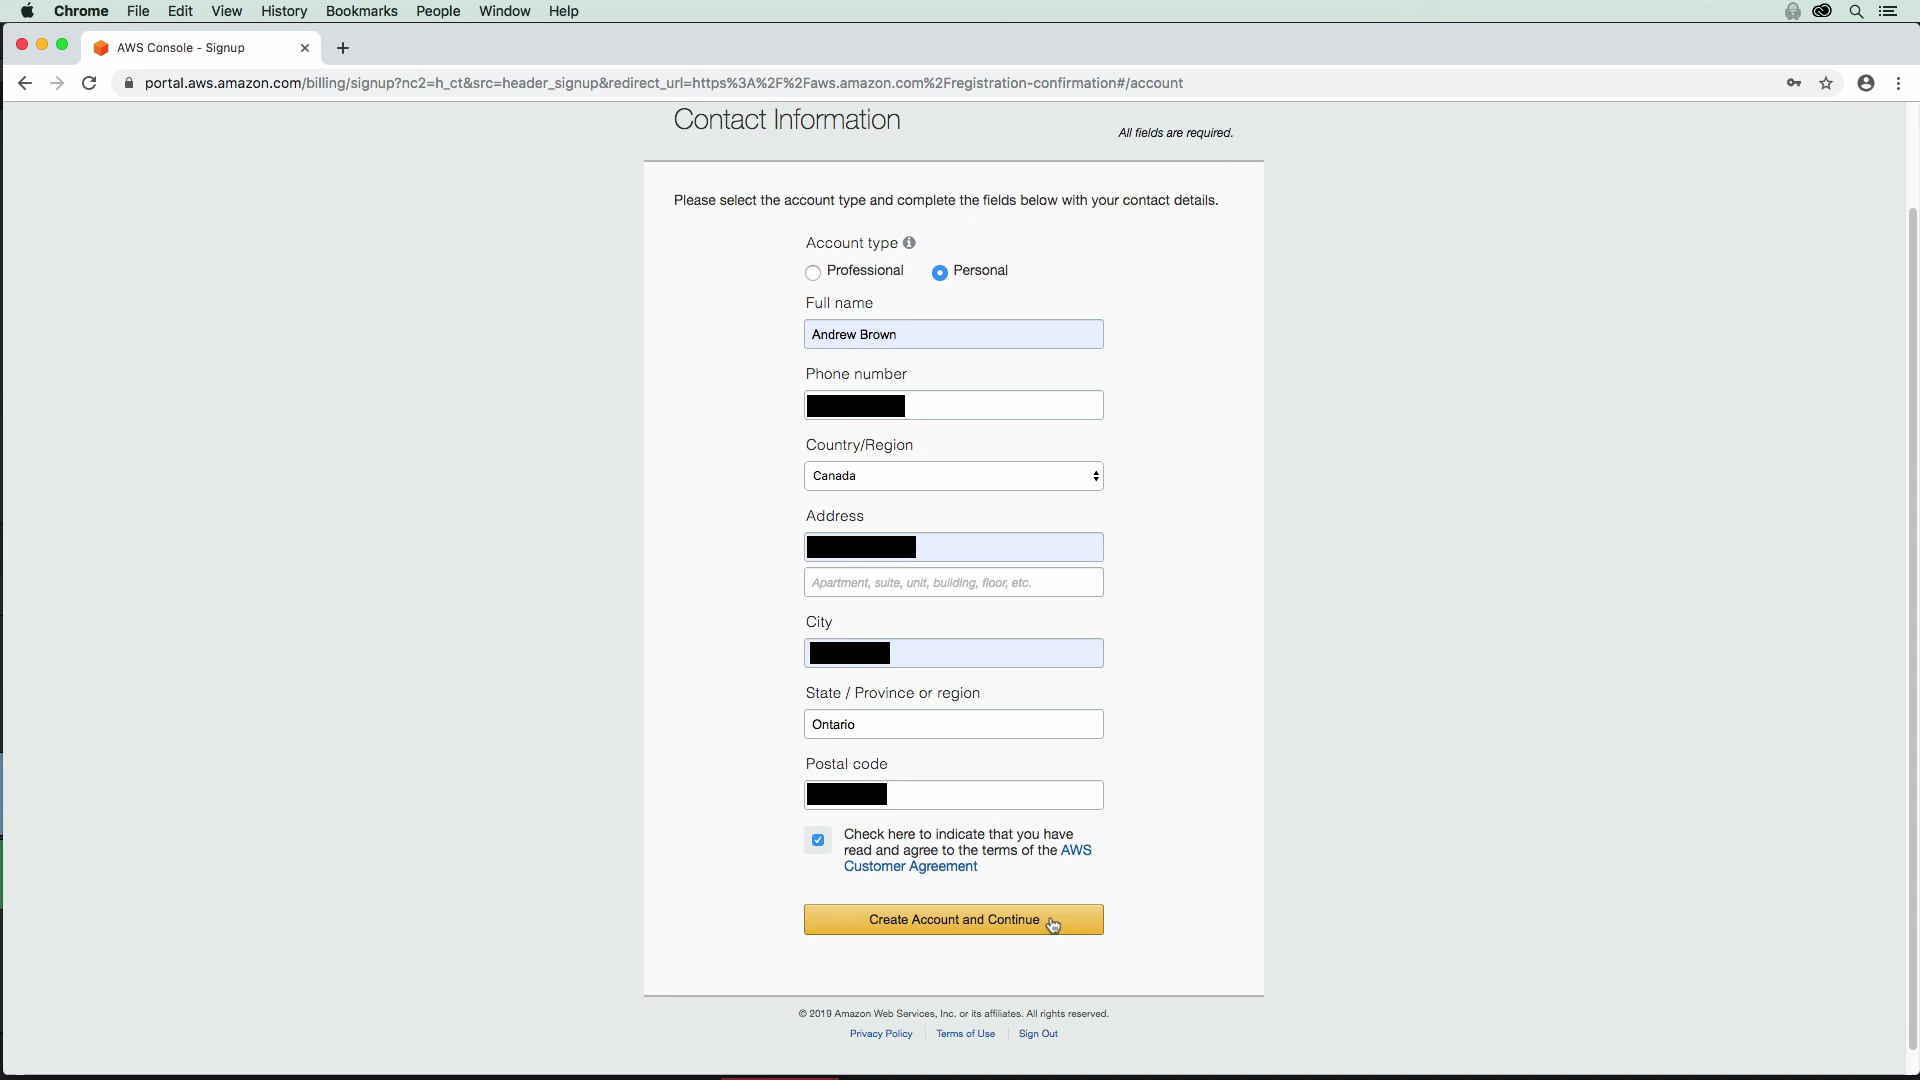 Chrome File Edit View History Bookmarks People Window Help
AWS Console - Signup
portal.aws.amazon.com/billing/signup?nc2=h_ct&src=header_signup&redirect_url=https%3A%2F%2Faws.amazon.com%2Fregistration-confirmation#/account
Contact Information
All fields are required.
Please select the account type and complete the fields below with your contact details.
Account type
Professional Personal
Full name
Andrew Brown
Phone number
Country/Region
Canada
Address
Apartment, suite, unit, building, floor, etc.
City
State / Province or region
Ontario
Postal code
Check here to indicate that you have
read and agree to the terms of the AWS
Customer Agreement
Create Account and Continue
© 2019 Amazon Web Services, Inc. or its affiliates. All rights reserved.
Privacy Policy Terms of Use Sign Out